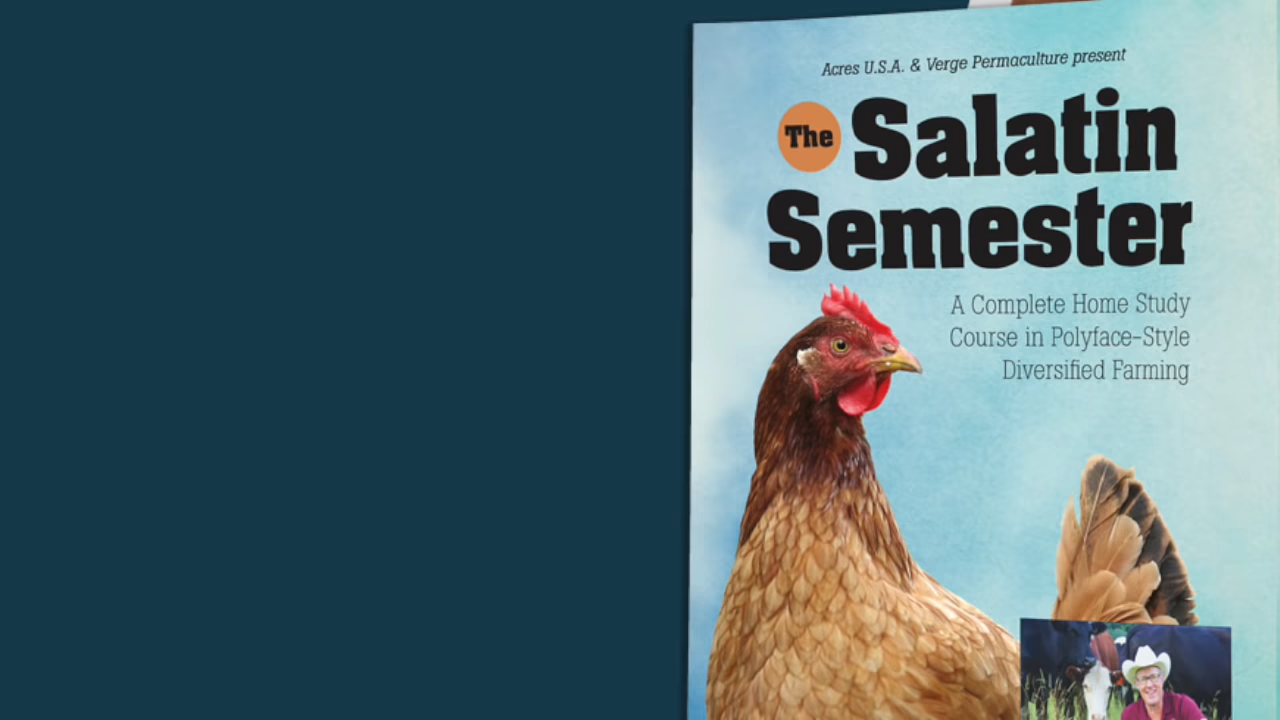 Acres U.S.A. & Verge Permaculture present
The Salatin
Semester
A Complete Home Study
Course in Polyface-Style
Diversified Farming